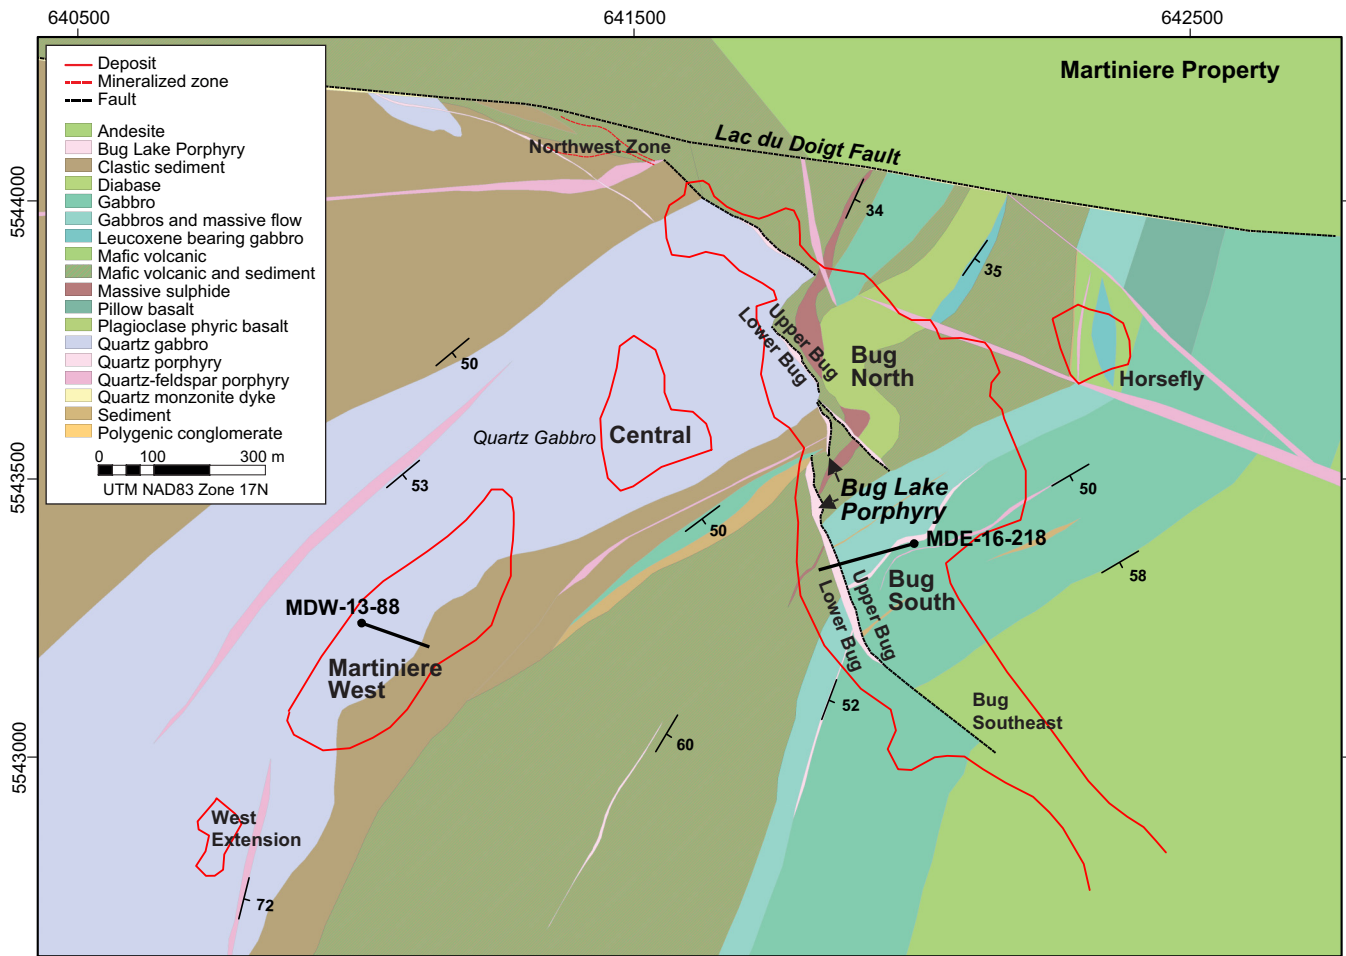 640500
641500
642500
Martiniere Property
Deposit
Mineralized zone
Fault
Andesite
Bug Lake Porphyry
Clastic sediment
Diabase
Gabbro
Gabbros and massive flow
Leucoxene bearing gabbro
Mafic volcanic
Mafic volcanic and sediment
Massive sulphide
Pillow basalt
Plagioclase phyric basalt
Quartz gabbro
Quartz porphyry
Quartz-feldspar porphyry
Quartz monzonite dyke
Sediment
Polygenic conglomerate
0 100 300 m
UTM NAD83 Zone 17N
5544000
5543500
5543000
Northwest Zone
Lac du Doigt Fault
34
35
50
Upper Bug
Lower Bug
Bug
North
Horsefly
Quartz Gabbro
Central
53
50
50
Bug Lake
Porphyry
MDE-16-218
58
Bug
South
Upper Bug
Lower Bug
MDW-13-88
Martiniere
West
52
60
Bug
Southeast
West
Extension
72